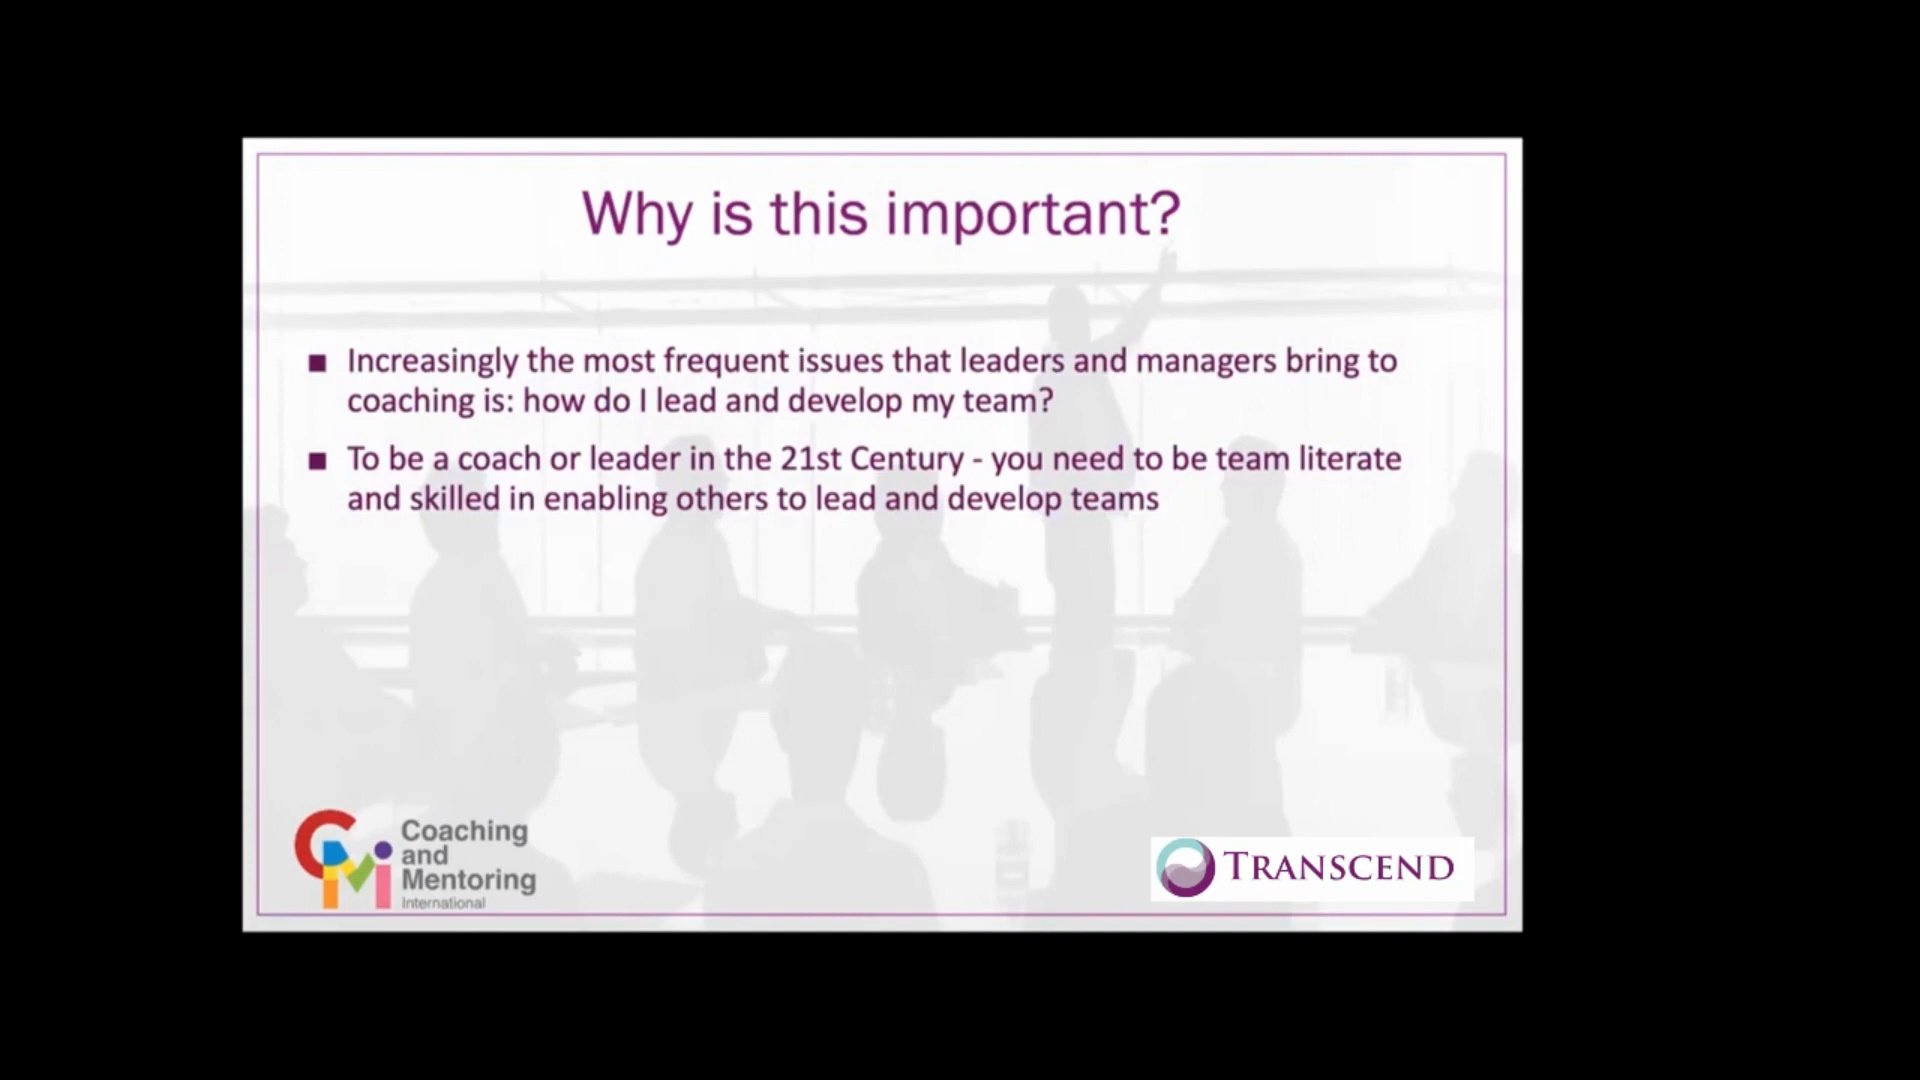 Why is this important?
■ Increasingly the most frequent issues that leaders and managers bring to
coaching is: how do I lead and develop my team?
■ To be a coach or leader in the 21st Century - you need to be team literate
and skilled in enabling others to lead and develop teams
CMi
Coaching
and
Mentoring
International
TRANSCEND